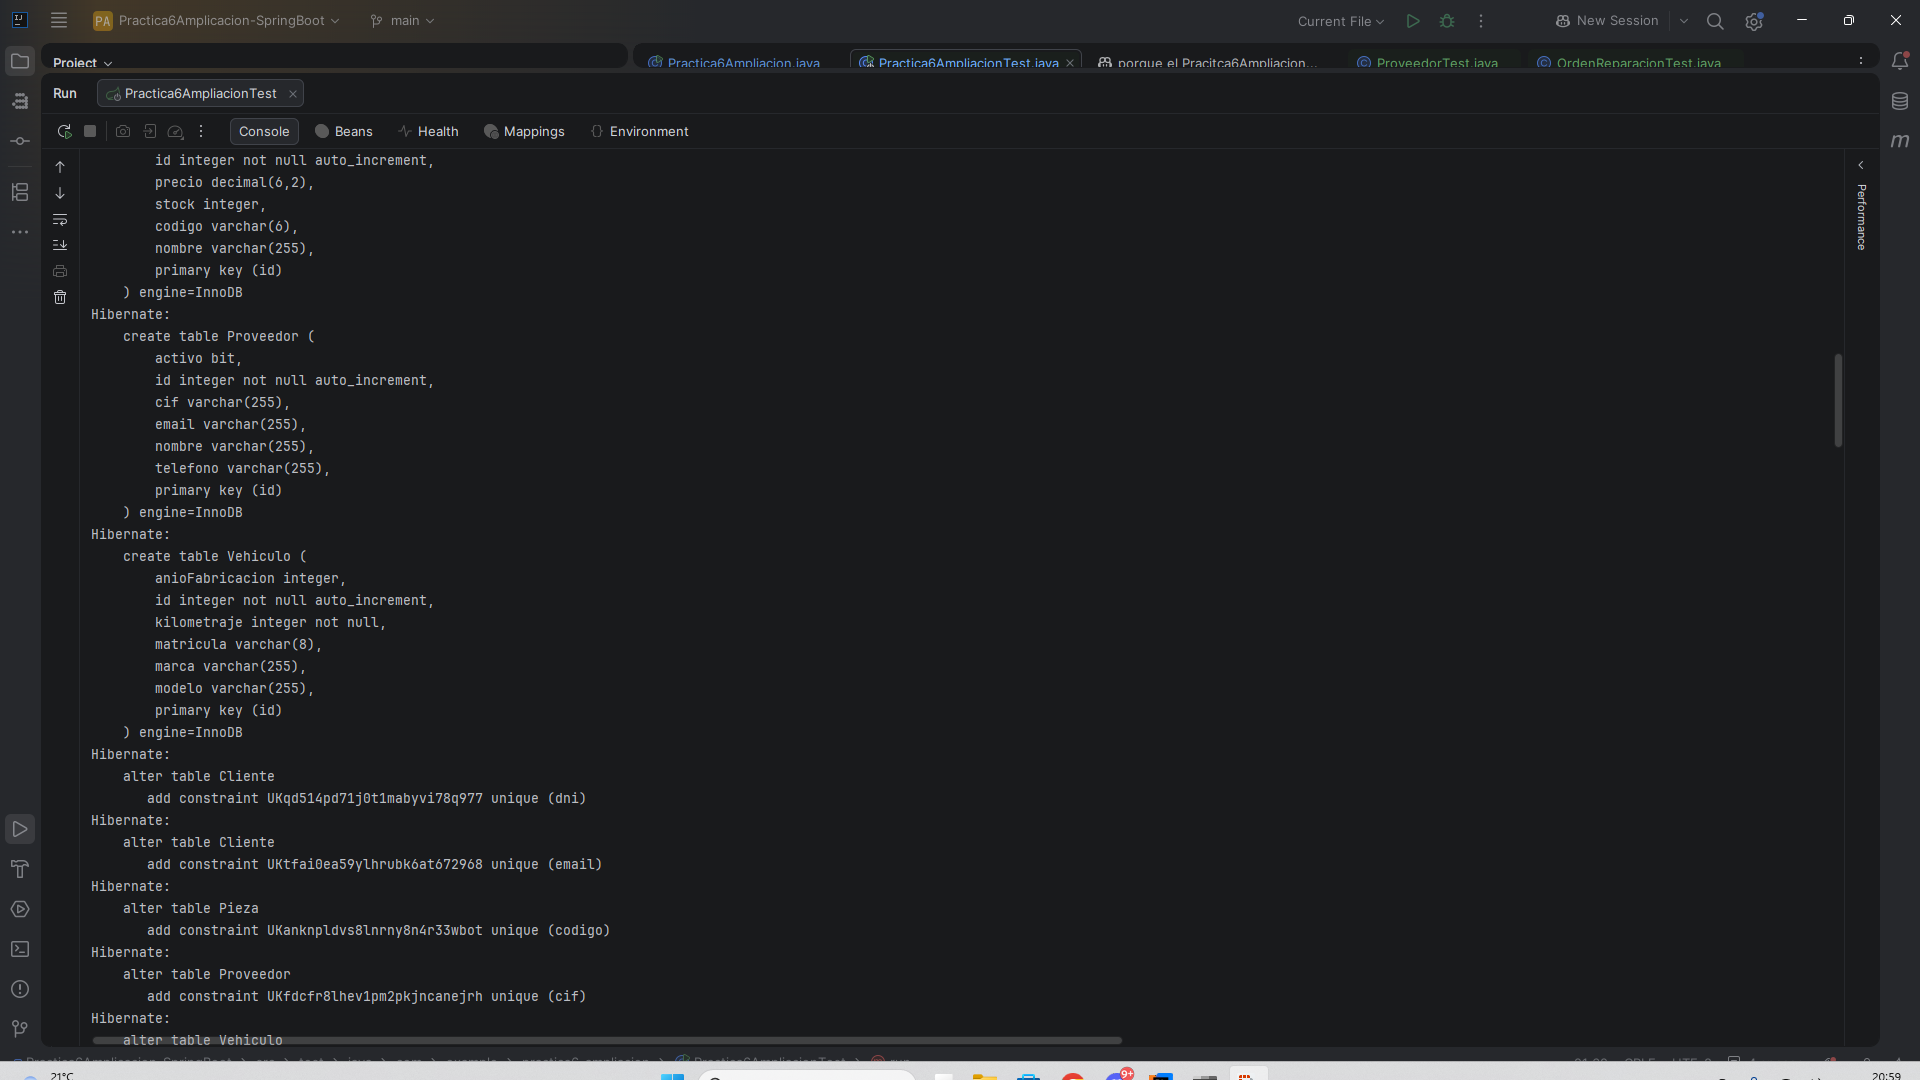 PA Practica6Amplicacion-SpringBoot main Current File New Session
Project Practica6Ampliacion.java Practica6AmpliacionTest.java porque el Pracitca6Ampliacion... ProveedorTest.java OrdenReparacionTest.java
Run Practica6AmpliacionTest
Console Beans Health Mappings Environment
Performance
id integer not null auto_increment,
precio decimal(6,2),
stock integer,
codigo varchar(6),
nombre varchar(255),
primary key (id)
) engine=InnoDB
Hibernate:
create table Proveedor (
activo bit,
id integer not null auto_increment,
cif varchar(255),
email varchar(255),
nombre varchar(255),
telefono varchar(255),
primary key (id)
) engine=InnoDB
Hibernate:
create table Vehiculo (
anioFabricacion integer,
id integer not null auto_increment,
kilometraje integer not null,
matricula varchar(8),
marca varchar(255),
modelo varchar(255),
primary key (id)
) engine=InnoDB
Hibernate:
alter table Cliente
add constraint UKqd514pd71j0t1mabyvi78q977 unique (dni)
Hibernate:
alter table Cliente
add constraint UKtfai0ea59ylhrubk6at672968 unique (email)
Hibernate:
alter table Pieza
add constraint UKanknpldvs8lnrny8n4r33wbot unique (codigo)
Hibernate:
alter table Proveedor
add constraint UKfdcfr8lhev1pm2pkjncanejrh unique (cif)
Hibernate:
alter table Vehiculo
21°C 9+ 20:59